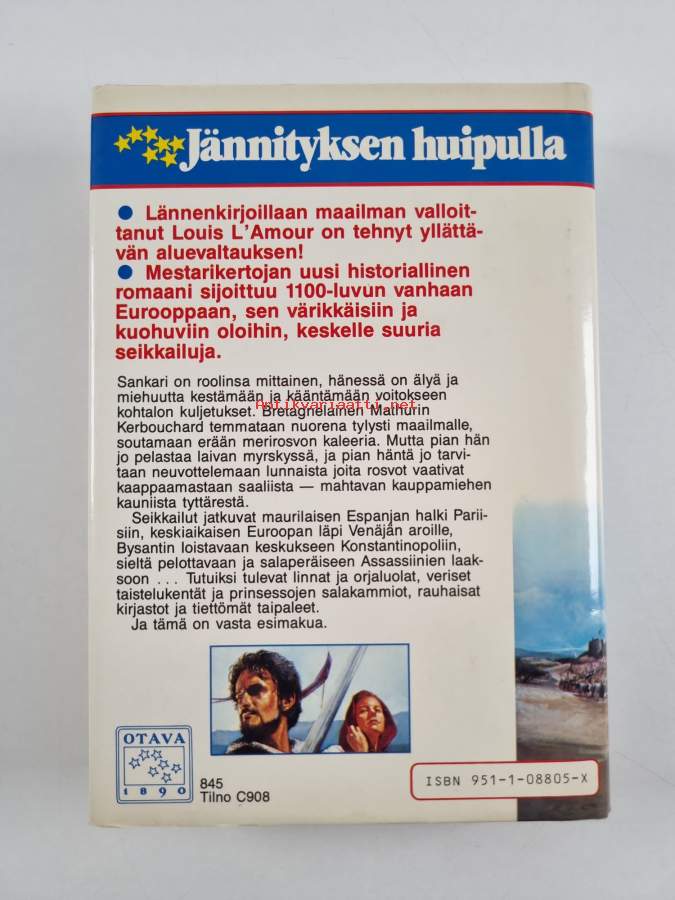 Jännityksen huipulla
● Lännenkirjoillaan maailman valloit-
tanut Louis L'Amour on tehnyt yllättä-
vän aluevaltauksen!
● Mestarikertojan uusi historiallinen
romaani sijoittuu 1100-luvun vanhaan
Eurooppaan, sen värikkäisiin ja
kuohuviin oloihin, keskelle suuria
seikkailuja.
Sankari on roolinsa mittainen, hänessä on älyä ja
miehuutta kestämään ja kääntämään voitokseen
kohtalon kuljetukset. Bretagnelainen Mathurin
Antikvariaatti.net
Kerbouchard temmataan nuorena tylysti maailmalle,
soutamaan erään merirosvon kaleeria. Mutta pian hän
jo pelastaa laivan myrskyssä, ja pian häntä jo tarvi-
taan neuvottelemaan lunnaista joita rosvot vaativat
kaappaamastaan saaliista — mahtavan kauppamiehen
kauniista tyttärestä.
Seikkailut jatkuvat maurilaisen Espanjan halki Parii-
siin, keskiaikaisen Euroopan läpi Venäjän aroille,
Bysantin loistavaan keskukseen Konstantinopoliin,
sieltä pelottavaan ja salaperäiseen Assassiinien laak-
soon . . . Tutuiksi tulevat linnat ja orjaluolat, veriset
taistelukentät ja prinsessojen salakammiot, rauhaisat
kirjastot ja tiettömät taipaleet.
Ja tämä on vasta esimakua.
OTAVA
1890
845
Tilno C908
ISBN 951-1-08805-X